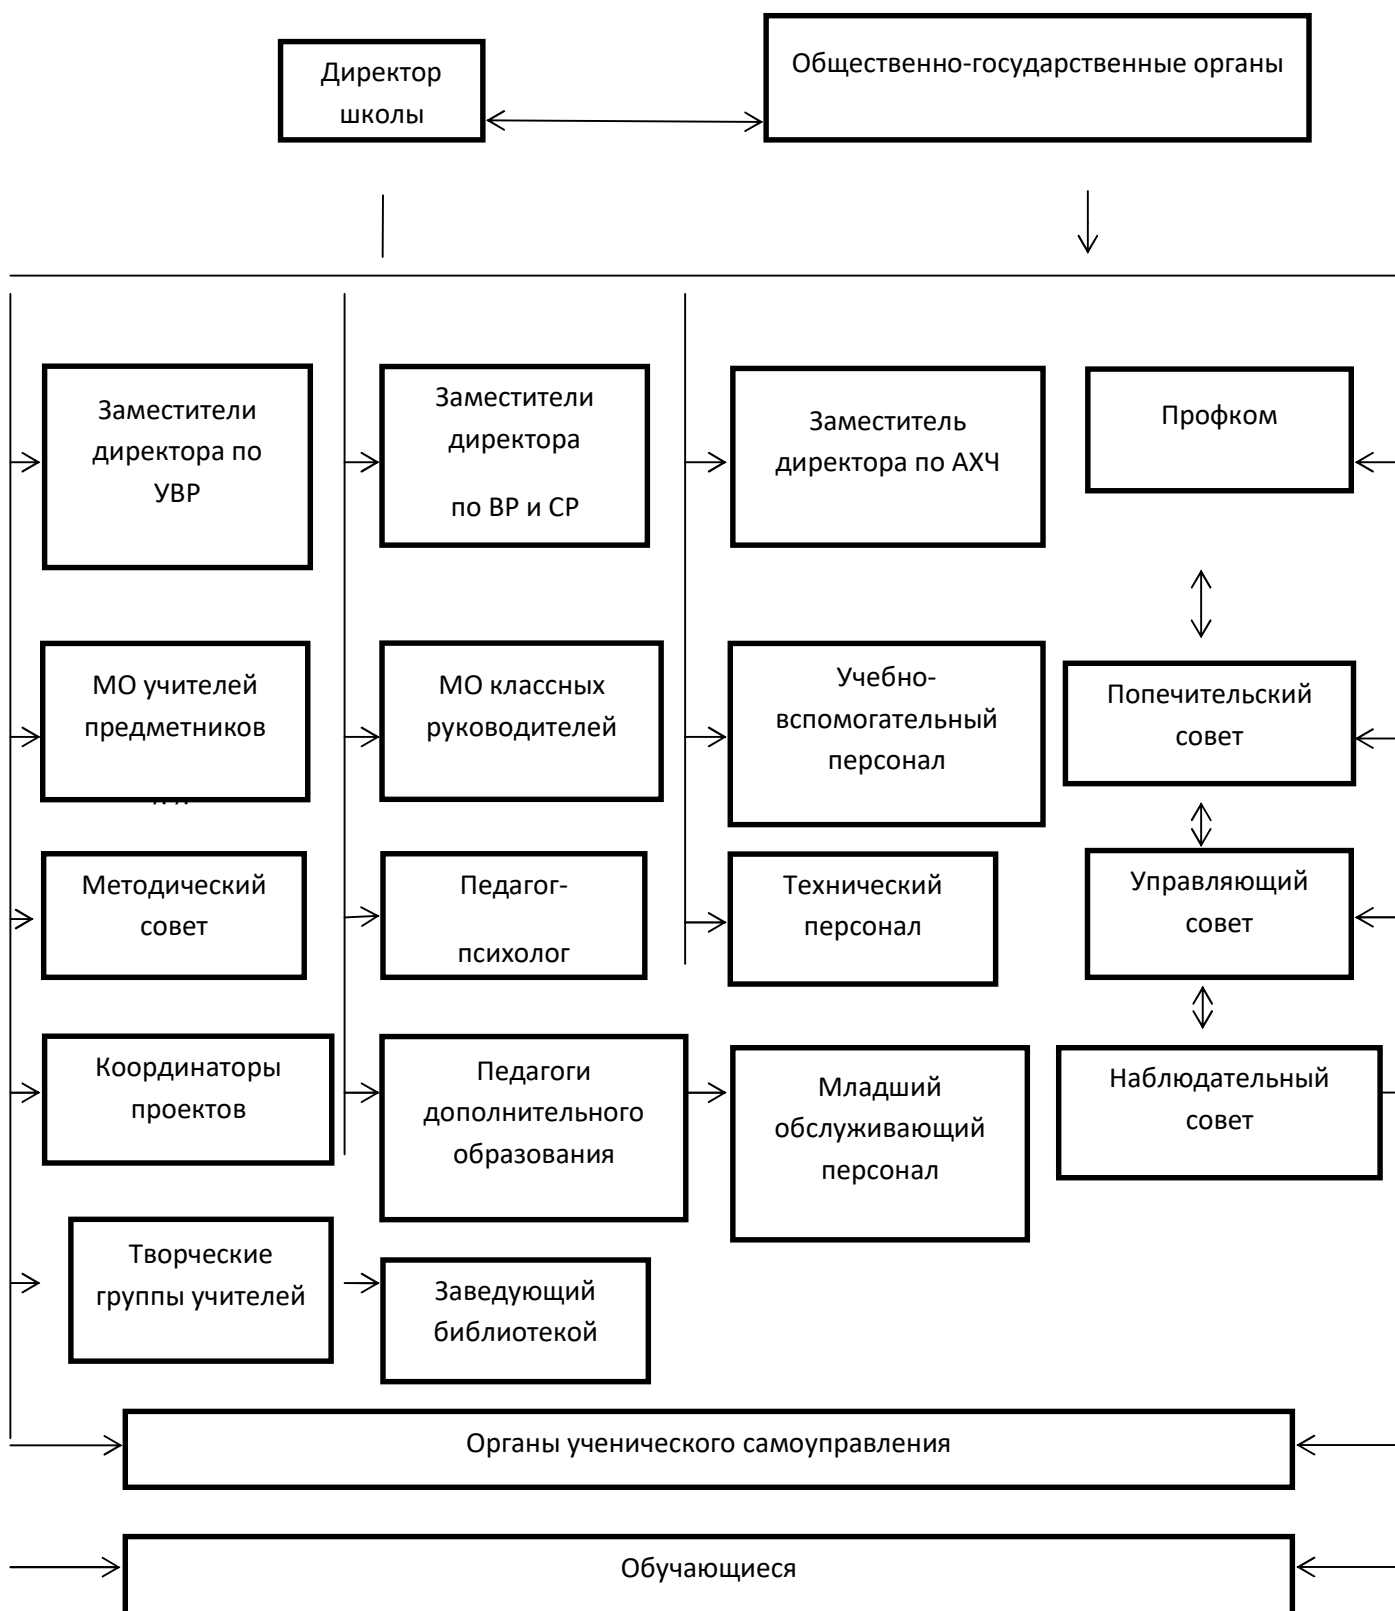 Директор
школы
Общественно-государственные органы
Заместители
директора по
УВР
Заместители
директора
по ВР и СР
Заместитель
директора по АХЧ
Профком
МО учителей
предметников
МО классных
руководителей
Учебно-
вспомогательный
персонал
Попечительский
совет
Методический
совет
Педагог-
психолог
Технический
персонал
Управляющий
совет
Координаторы
проектов
Педагоги
дополнительного
образования
Младший
обслуживающий
персонал
Наблюдательный
совет
Творческие
группы учителей
Заведующий
библиотекой
Органы ученического самоуправления
Обучающиеся